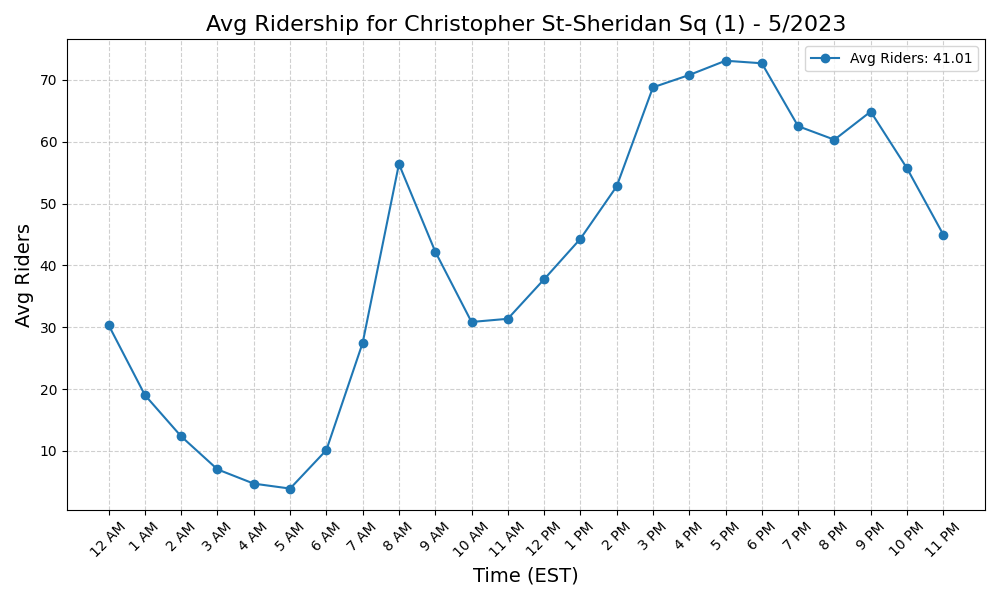 Avg Ridership for Christopher St-Sheridan Sq (1) - 5/2023
Avg Riders: 41.01
Avg Riders
70
60
50
40
30
20
10
12 AM
1 AM
2 AM
3 AM
4 AM
5 AM
6 AM
7 AM
8 AM
9 AM
10 AM
11 AM
12 PM
1 PM
2 PM
3 PM
4 PM
5 PM
6 PM
7 PM
8 PM
9 PM
10 PM
11 PM
Time (EST)